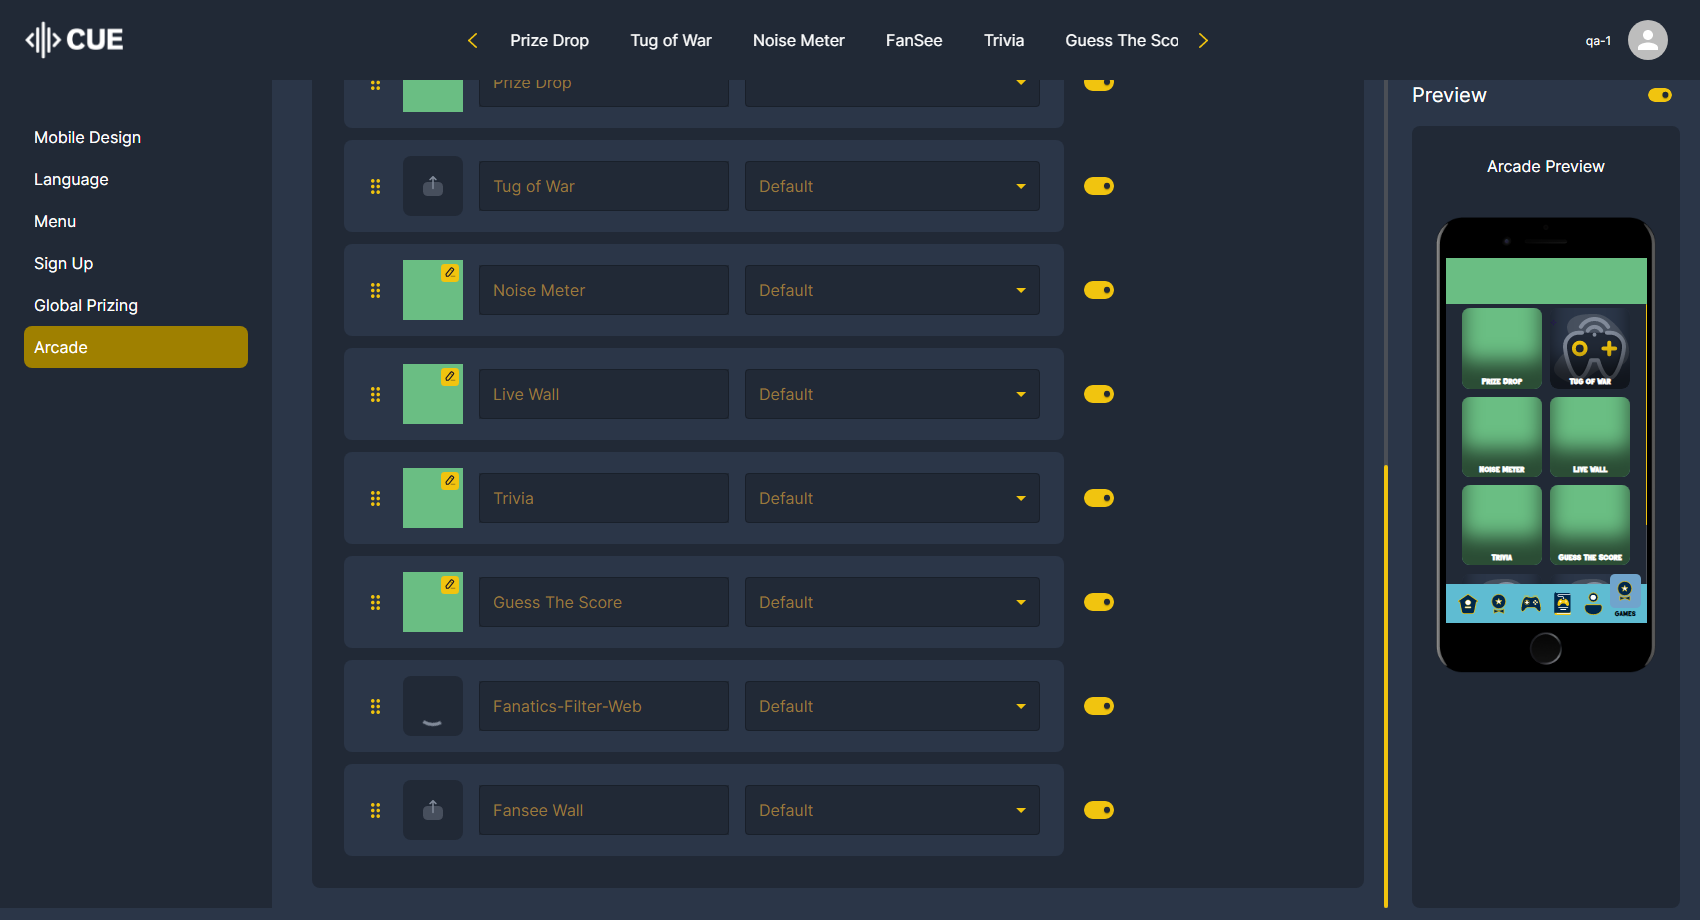 CUE
Prize Drop
Tug of War
Noise Meter
FanSee
Trivia
Guess The Sco
qa-1
Mobile Design
Language
Menu
Sign Up
Global Prizing
Arcade
Prize Drop
Tug of War
Default
Noise Meter
Default
Live Wall
Default
Trivia
Default
Guess The Score
Default
Fanatics-Filter-Web
Default
Fansee Wall
Default
Preview
Arcade Preview
Prize Drop
Tug of War
Noise Meter
Live Wall
Trivia
Guess The Score
GAMES